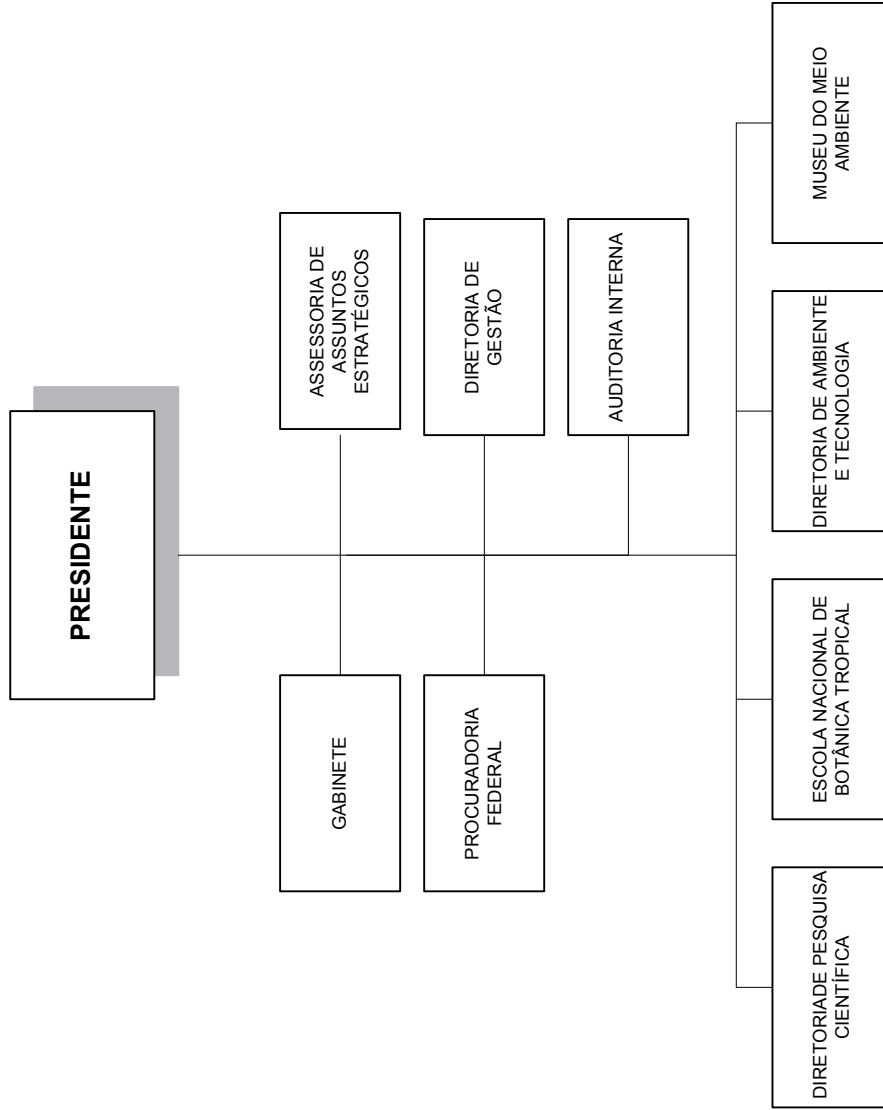 PRESIDENTE
GABINETE
ASSESSORIA DE
ASSUNTOS
ESTRATÉGICOS
PROCURADORIA
FEDERAL
DIRETORIA DE
GESTÃO
AUDITORIA INTERNA
DIRETORIADE PESQUISA
CIENTÍFICA
ESCOLA NACIONAL DE
BOTÂNICA TROPICAL
DIRETORIA DE AMBIENTE
E TECNOLOGIA
MUSEU DO MEIO
AMBIENTE